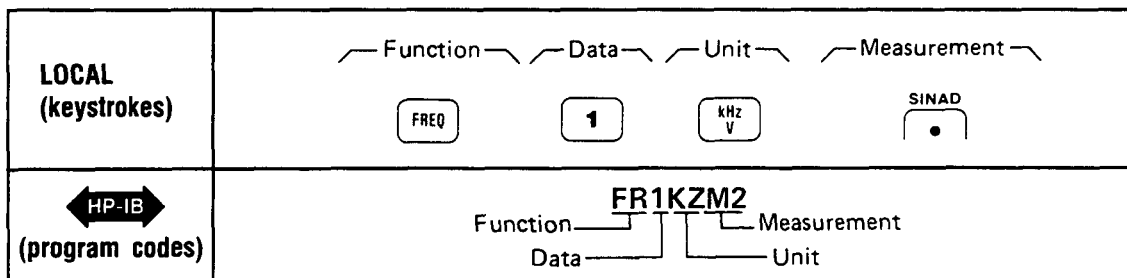 LOCAL
(keystrokes)
Function Data Unit Measurement
FREQ 1 kHz
V
SINAD
HP-IB
(program codes)
FR1KZM2
Function Measurement
Data Unit